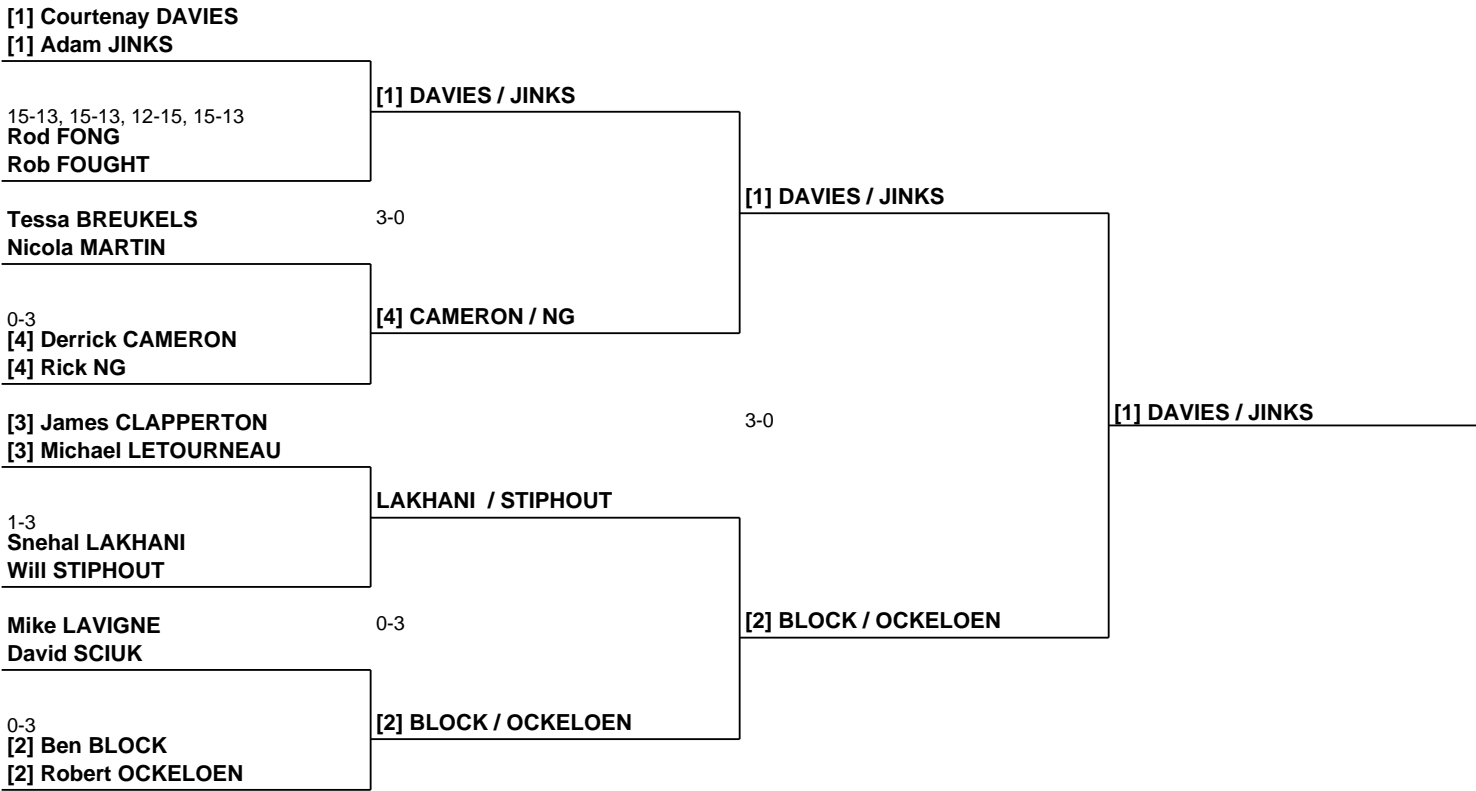 [1] Courtenay DAVIES
[1] Adam JINKS
15-13, 15-13, 12-15, 15-13
Rod FONG
Rob FOUGHT
Tessa BREUKELS
Nicola MARTIN
0-3
[4] Derrick CAMERON
[4] Rick NG
[3] James CLAPPERTON
[3] Michael LETOURNEAU
1-3
Snehal LAKHANI
Will STIPHOUT
Mike LAVIGNE
David SCIUK
0-3
[2] Ben BLOCK
[2] Robert OCKELOEN
[1] DAVIES / JINKS
3-0
[4] CAMERON / NG
LAKHANI / STIPHOUT
0-3
[2] BLOCK / OCKELOEN
[1] DAVIES / JINKS
3-0
[2] BLOCK / OCKELOEN
[1] DAVIES / JINKS